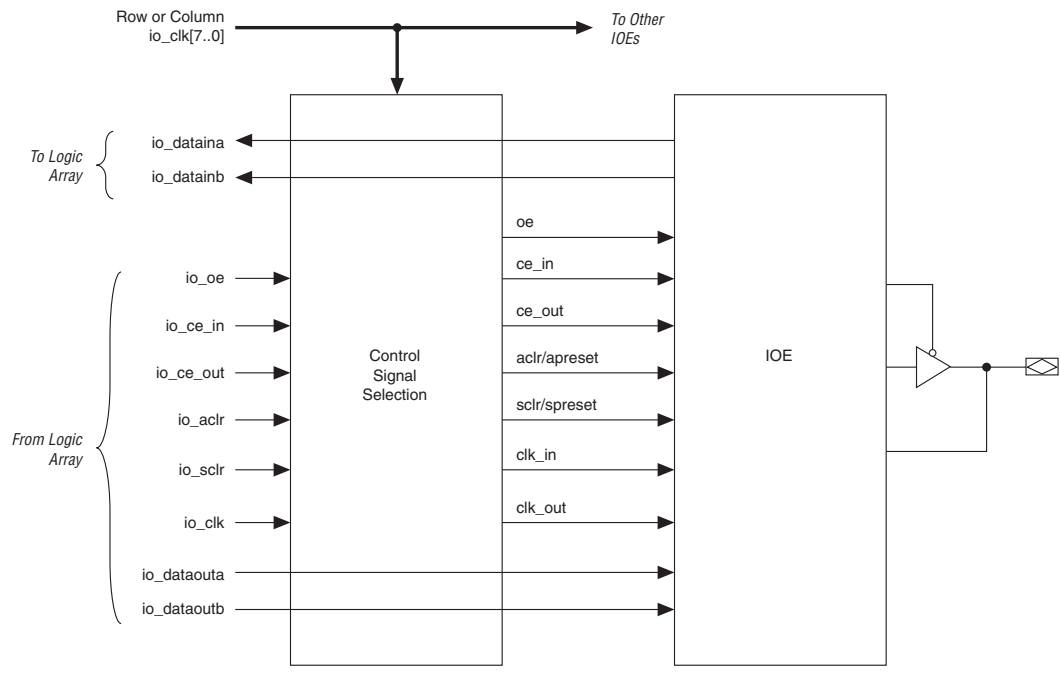 Row or Column
io_clk[7..0]
To Other
IOEs
To Logic
Array
io_dataina
io_datainb
oe
ce_in
ce_out
aclr/apreset
sclr/spreset
clk_in
clk_out
From Logic
Array
io_oe
io_ce_in
io_ce_out
io_aclr
io_sclr
io_clk
io_dataouta
io_dataoutb
Control
Signal
Selection
IOE